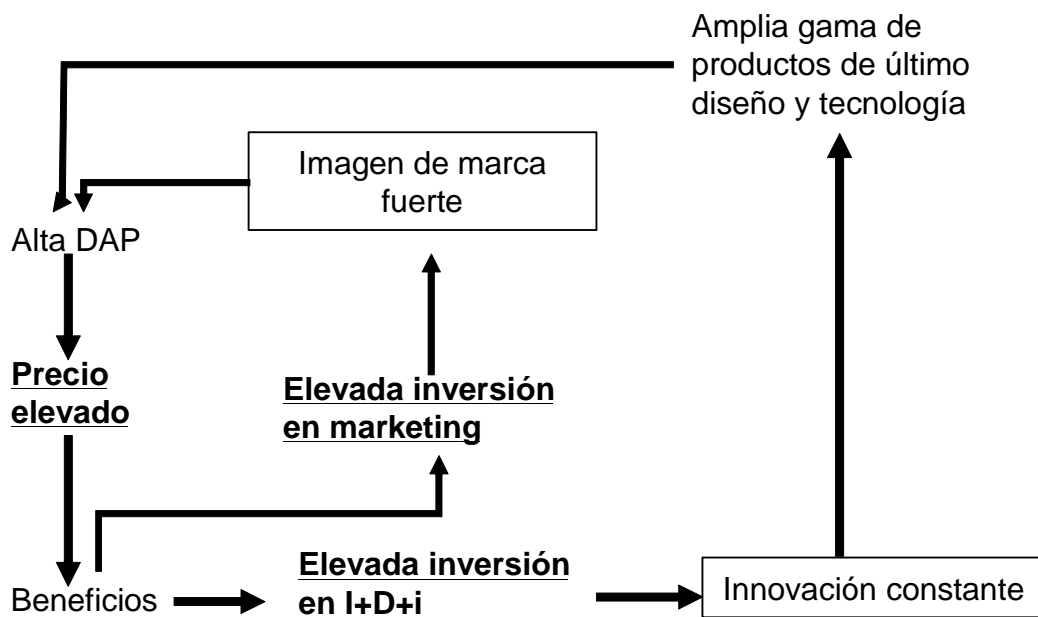 Amplia gama de
productos de último
diseño y tecnología
Imagen de marca
fuerte
Alta DAP
Precio
elevado
Elevada inversión
en marketing
Beneficios
Elevada inversión
en I+D+i
Innovación constante